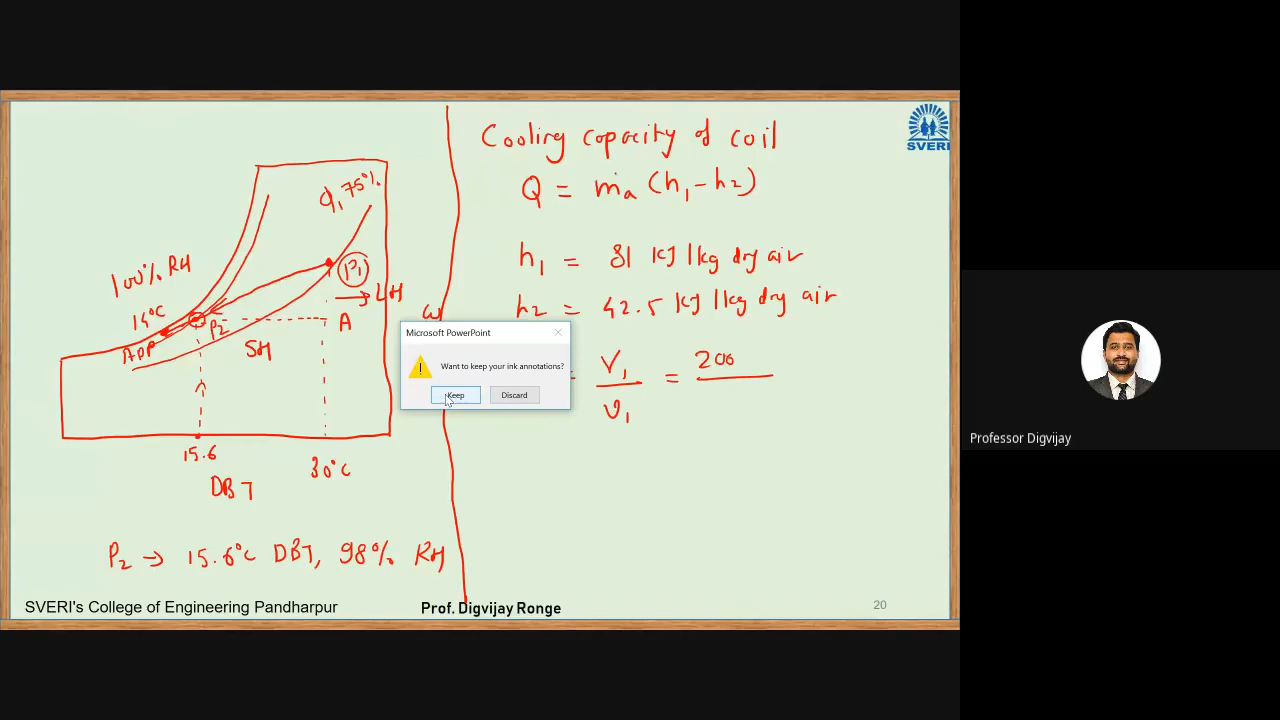 Cooling capacity of coil
Q = ṁa (h1 - h2)
h1 = 81 kJ/kg dry air
h2 = 42.5 kJ/kg dry air
= V1/v1 = 200
ϕ1 75%
100% RH
P1
LH
ω
14°C
ADP
P2
A
SH
15.6
30°C
DBT
P2 → 15.6°C DBT, 98% RH
Microsoft PowerPoint
Want to keep your ink annotations?
Keep
Discard
SVERI
SVERI's College of Engineering Pandharpur
Prof. Digvijay Ronge
20
Professor Digvijay